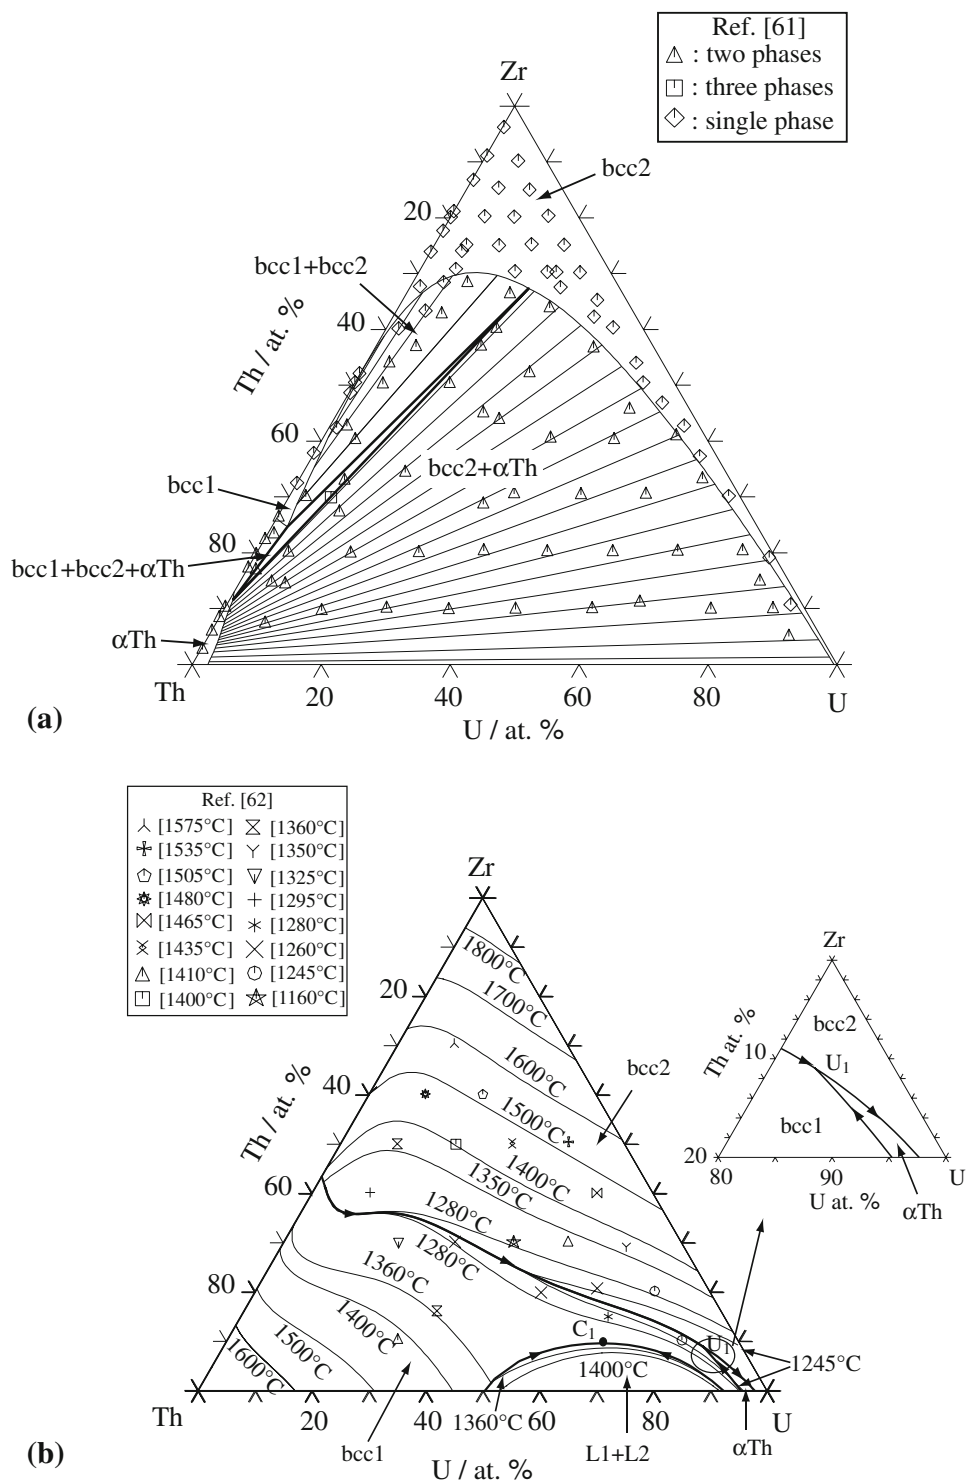 Ref. [61]
: two phases
: three phases
: single phase
Zr
bcc2
20
bcc1+bcc2
40
Th / at. %
60
bcc2+αTh
bcc1
80
bcc1+bcc2+αTh
αTh
Th
20
40
60
80
U
U / at. %
(a)
Ref. [62]
[1575°C] [1360°C]
[1535°C] [1350°C]
[1505°C] [1325°C]
[1480°C] [1295°C]
[1465°C] [1280°C]
[1435°C] [1260°C]
[1410°C] [1245°C]
[1400°C] [1160°C]
Zr
1800°C
20
1700°C
1600°C
bcc2
40
1500°C
Th / at. %
1400°C
1350°C
60
1280°C
1280°C
1360°C
80
1400°C
C1
U1
1500°C
1600°C
1400°C
1245°C
Th
20
40
1360°C
60
80
U
bcc1
L1+L2
αTh
U / at. %
(b)
Zr
bcc2
Th at. %
10
U1
bcc1
20
80
90
U
U at. %
αTh